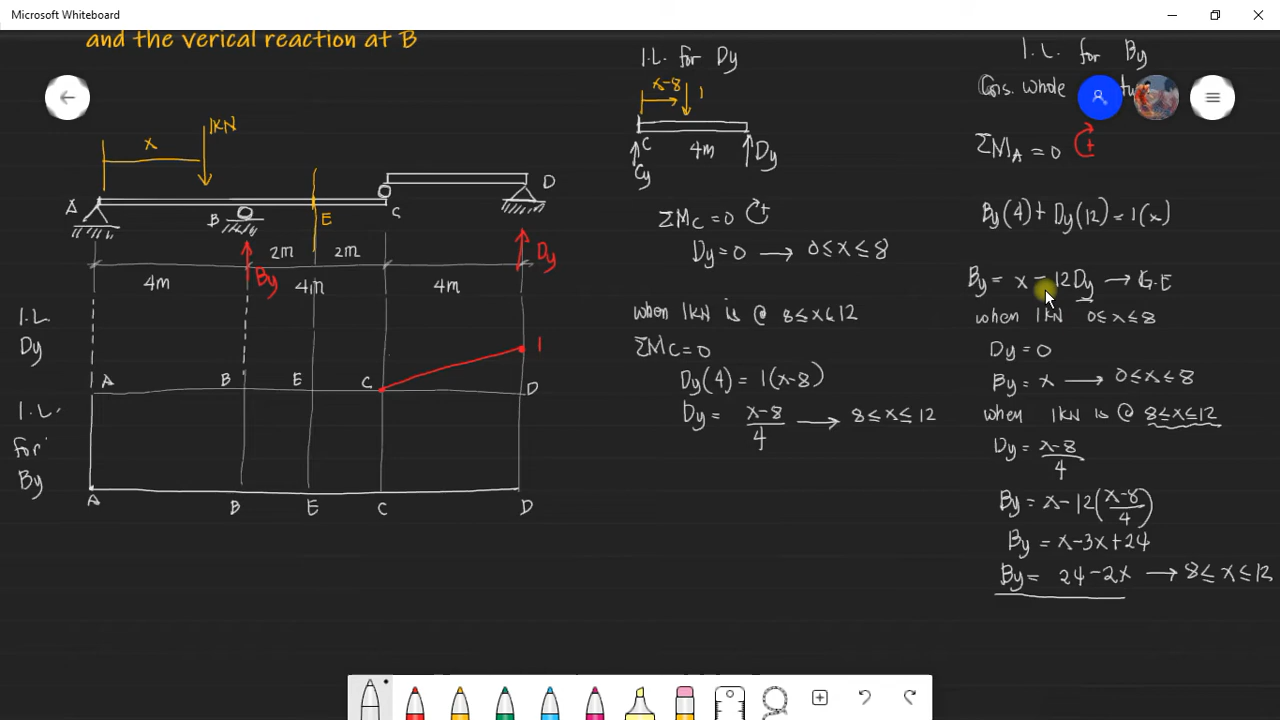 Microsoft Whiteboard
and the verical reaction at B
x
1KN
A
B
E
C
D
2m
2m
By
Dy
4m
4m
4m
I.L
Dy
A
B
E
C
D
1
I.L.
for
By
A
B
E
C
D
I.L. for Dy
x-8
1
C
4m
Cy
Dy
ΣMc = 0
Dy = 0 → 0≤x≤8
when 1KN is @ 8≤x≤12
ΣMc = 0
Dy(4) = 1(x-8)
Dy = x-8/4 → 8≤x≤12
I.L. for By
Cons. whole
ΣMA = 0 +
By(4) + Dy(12) = 1(x)
By = x - 12Dy → G.E
when 1KN 0≤x≤8
Dy = 0
By = x → 0≤x≤8
when 1KN is @ 8≤x≤12
Dy = x-8/4
By = x - 12(x-8/4)
By = x-3x+24
By = 24-2x → 8≤x≤12